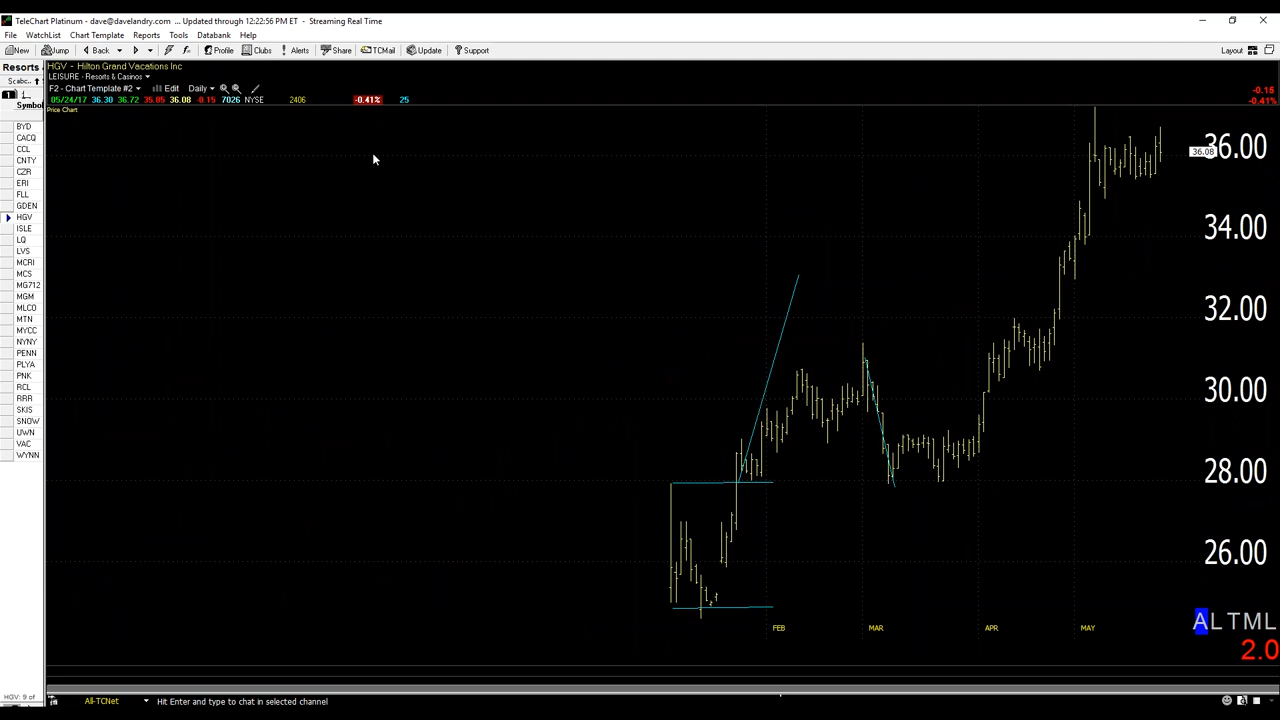 TeleChart Platinum - dave@davelandry.com ... Updated through 12:22:56 PM ET - Streaming Real Time
File WatchList Chart Template Reports Tools Databank Help
New Jump Back Profile Clubs Alerts Share TCMail Update Support Layout
Resorts
HGV - Hilton Grand Vacations Inc
LEISURE - Resorts & Casinos
F2 - Chart Template #2 Edit Daily
05/24/17 36.30 36.72 35.85 36.08 -0.15 7026 NYSE 2406 -0.41% 25
-0.15
-0.41%
Price Chart
1
Symbol
BYD
CACQ
CCL
CNTY
CZR
ERI
FLL
GDEN
HGV
ISLE
LQ
LVS
MCRI
MCS
MG712
MGM
MLCO
MTN
MYCC
NYNY
PENN
PLYA
PNK
RCL
RRR
SKIS
SNOW
UWN
VAC
WYNN
36.08
36.00
34.00
32.00
30.00
28.00
26.00
FEB MAR APR MAY
ALTML
2.0
HGV: 9 of
All-TCNet Hit Enter and type to chat in selected channel